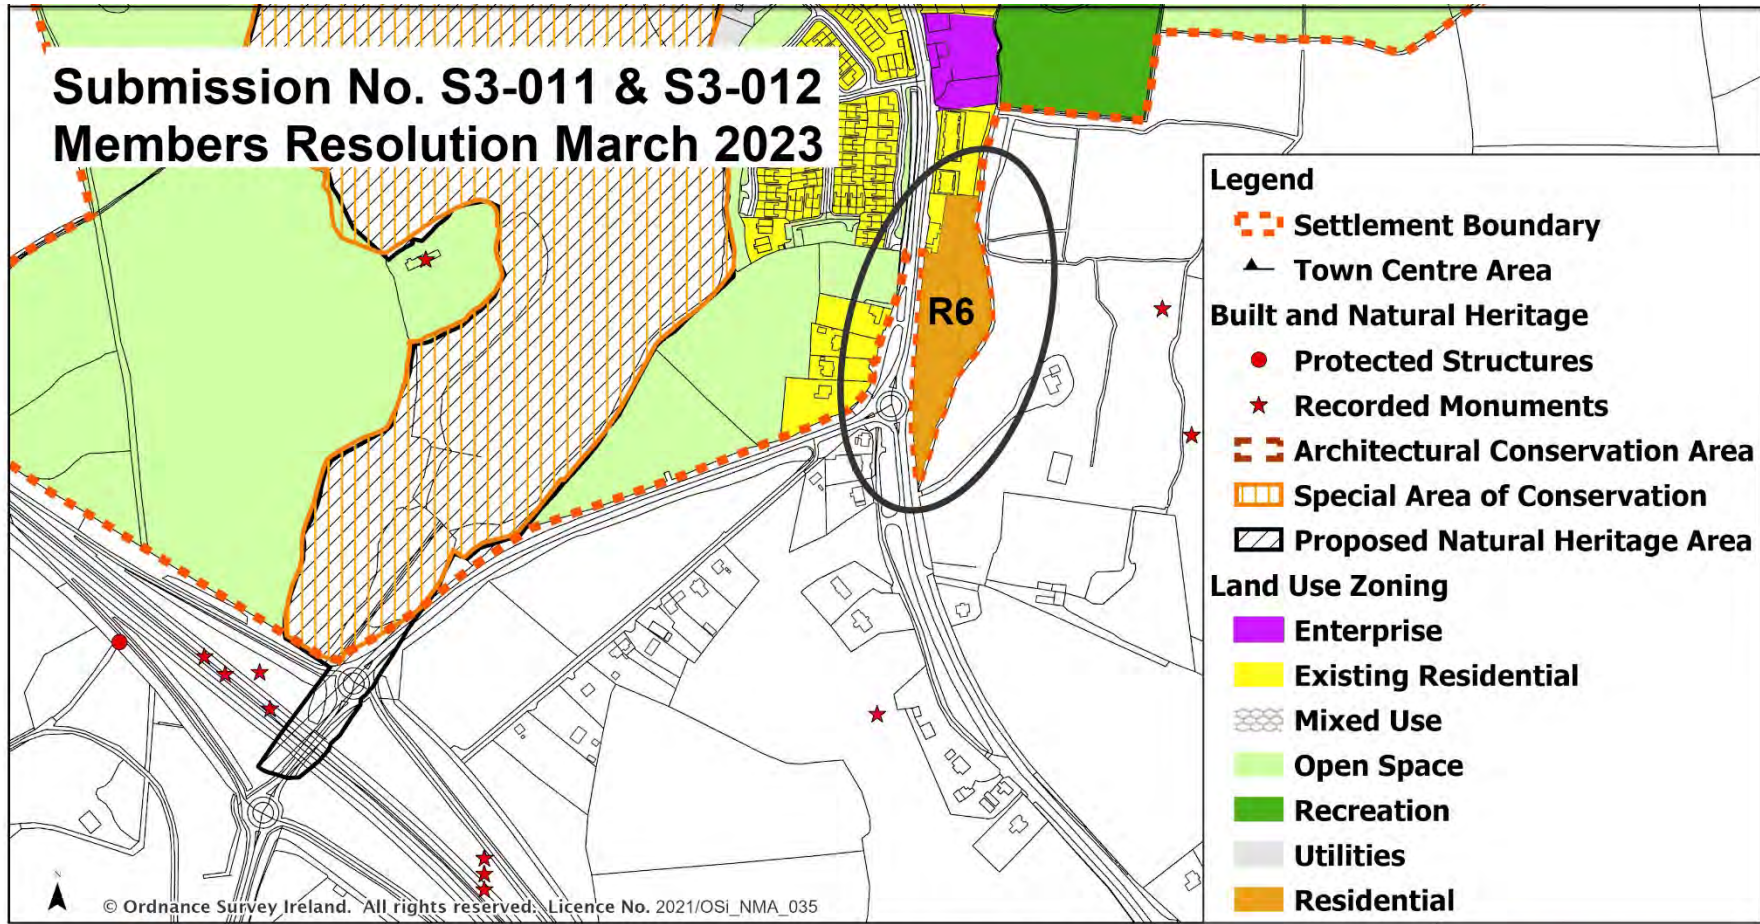 Submission No. S3-011 & S3-012
Members Resolution March 2023
R6
Legend
Settlement Boundary
Town Centre Area
Built and Natural Heritage
Protected Structures
Recorded Monuments
Architectural Conservation Area
Special Area of Conservation
Proposed Natural Heritage Area
Land Use Zoning
Enterprise
Existing Residential
Mixed Use
Open Space
Recreation
Utilities
Residential
N
© Ordnance Survey Ireland. All rights reserved. Licence No. 2021/OSi_NMA_035